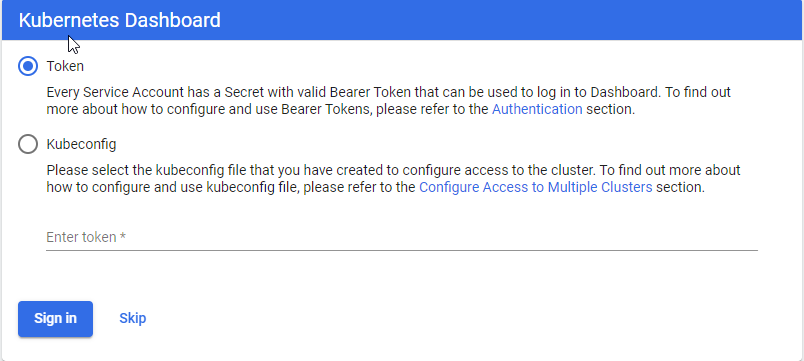 Kubernetes Dashboard
Token
Every Service Account has a Secret with valid Bearer Token that can be used to log in to Dashboard. To find out
more about how to configure and use Bearer Tokens, please refer to the Authentication section.
Kubeconfig
Please select the kubeconfig file that you have created to configure access to the cluster. To find out more about
how to configure and use kubeconfig file, please refer to the Configure Access to Multiple Clusters section.
Enter token *
Sign in Skip